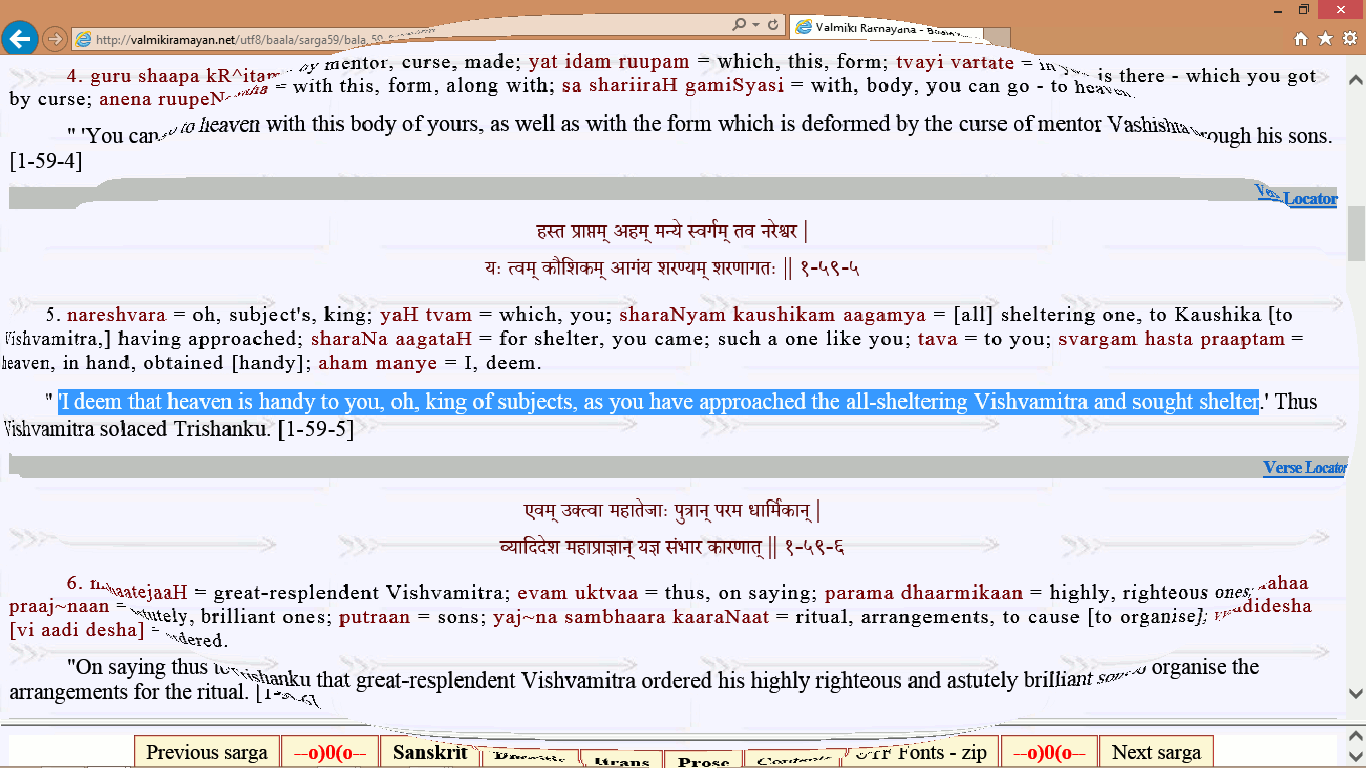 http://valmikiramayan.net/utf8/baala/sarga59/bala_59
Valmiki Ramayana -
4. guru shaapa kR^itam mentor, curse, made; yat idam ruupam = which, this, form; tvayi vartate = in is there - which you got
by curse; anena = with this, form, along with; sa shariiraH gamiSyasi = with, body, you can go - to heaven.
" 'You can to heaven with this body of yours, as well as with the form which is deformed by the curse of mentor Vashishta through his sons.
[1-59-4]
Locator
हस्त प्राप्तम् अहम् मन्ये स्वर्गम् तव नरेश्वर |
यः त्वम् कौशिकम् आगंय शरण्यम् शरणागतः || १-५९-५
5. nareshvara = oh, subject's, king; yaH tvam = which, you; sharaNyam kaushikam aagamya = [all] sheltering one, to Kaushika [to
Vishvamitra,] having approached; sharaNa aagataH = for shelter, you came; such a one like you; tava = to you; svargam hasta praaptam =
heaven, in hand, obtained [handy]; aham manye = I, deem.
" 'I deem that heaven is handy to you, oh, king of subjects, as you have approached the all-sheltering Vishvamitra and sought shelter.' Thus
Vishvamitra solaced Trishanku. [1-59-5]
Verse Locator
एवम् उक्त्वा महातेजाः पुत्रान् परम धार्मिकान् |
व्यादिदेश महाप्राज्ञान् यज्ञ संभार कारणात् || १-५९-६
6. mahaatejaaH = great-resplendent Vishvamitra; evam uktvaa = thus, on saying; parama dhaarmikaan = highly, righteous ones; mahaa
praaj~naan = astutely, brilliant ones; putraan = sons; yaj~na sambhaara kaaraNaat = ritual, arrangements, to cause [to organise]; vyaadidesha
[vi aadi desha] = ordered.
"On saying thus to Trishanku that great-resplendent Vishvamitra ordered his highly righteous and astutely brilliant sons to organise the
arrangements for the ritual. [1-59-6]
Previous sarga --o)0(o-- Sanskrit Itrans Prose Contents UTF Fonts - zip --o)0(o-- Next sarga